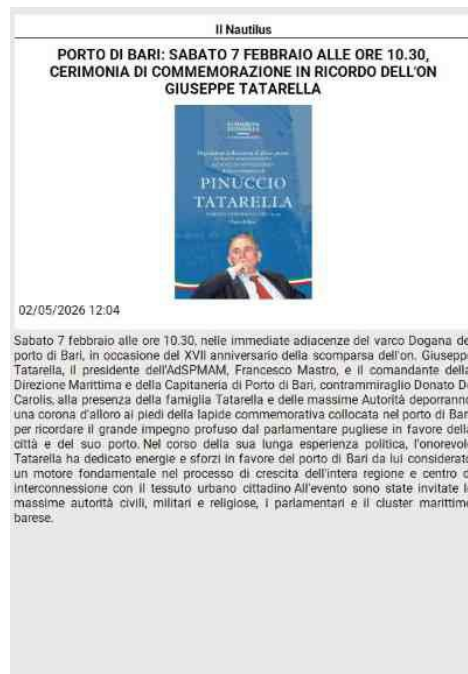 Il Nautilus
PORTO DI BARI: SABATO 7 FEBBRAIO ALLE ORE 10.30,
CERIMONIA DI COMMEMORAZIONE IN RICORDO DELL'ON
GIUSEPPE TATARELLA
PINUCCIO
TATARELLA
02/05/2026 12:04
Sabato 7 febbraio alle ore 10.30, nelle immediate adiacenze del varco Dogana de
porto di Bari, in occasione del XVII anniversario della scomparsa dell'on. Giusepp
Tatarella, il presidente dell'AdSPMAM, Francesco Mastro, e il comandante della
Direzione Marittima e della Capitaneria di Porto di Bari, contrammiraglio Donato D
Carolis, alla presenza della famiglia Tatarella e delle massime Autorità deporranno
una corona d'alloro ai piedi della lapide commemorativa collocata nel porto di Bar
per ricordare il grande impegno profuso dal parlamentare pugliese in favore della
città e del suo porto. Nel corso della sua lunga esperienza politica, l'onorevol
Tatarella ha dedicato energie e sforzi in favore del porto di Bari da lui considerato
un motore fondamentale nel processo di crescita dell'intera regione e centro d
interconnessione con il tessuto urbano cittadino All'evento sono state invitate l
massime autorità civili, militari e religiose, i parlamentari e il cluster marittimo
barese.